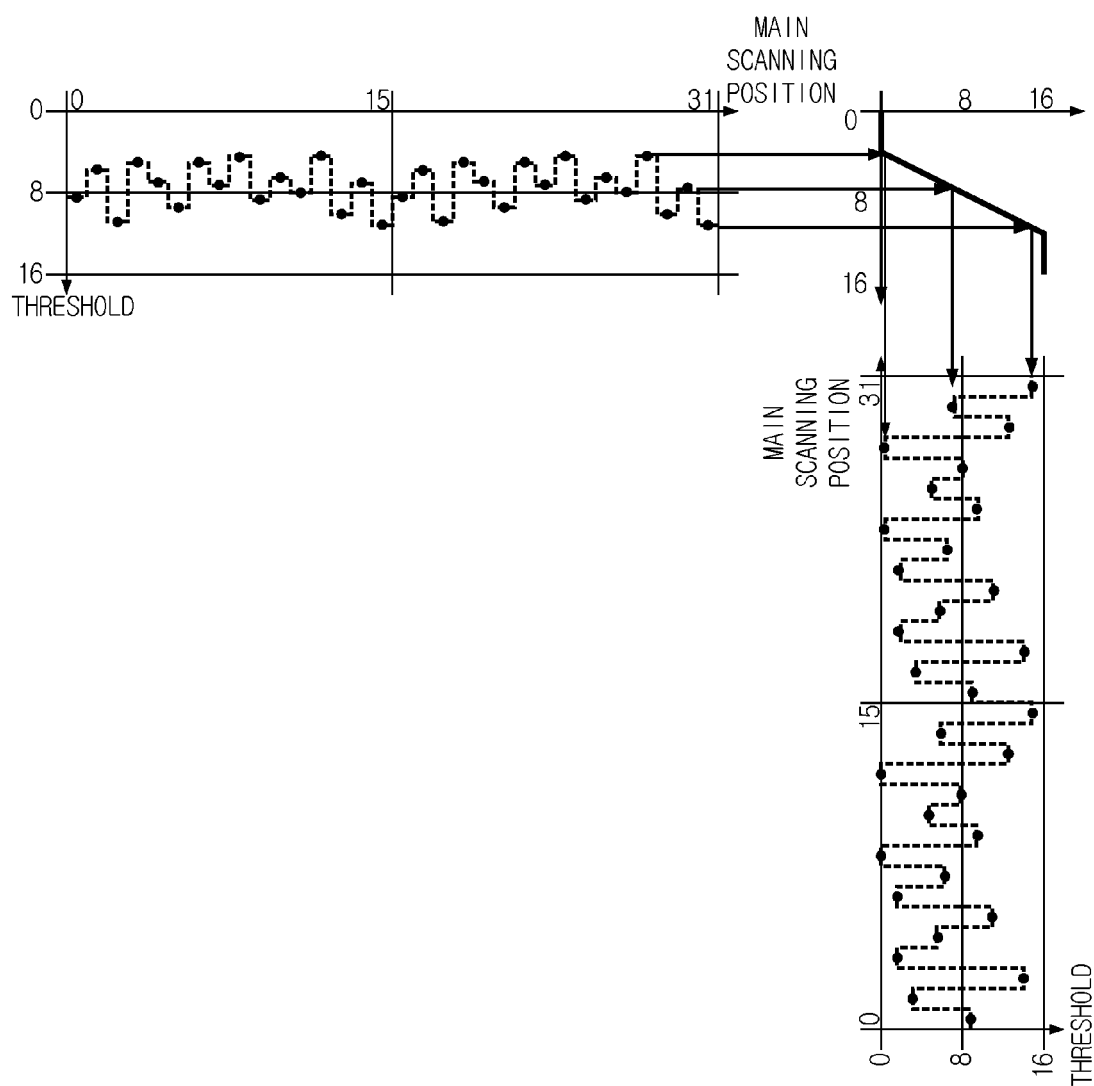 MAIN
SCANNING
POSITION
0 15 31
0
8
16
THRESHOLD
8 16
0
8
16
MAIN
SCANNING
POSITION
31
15
0
0 8 16
THRESHOLD